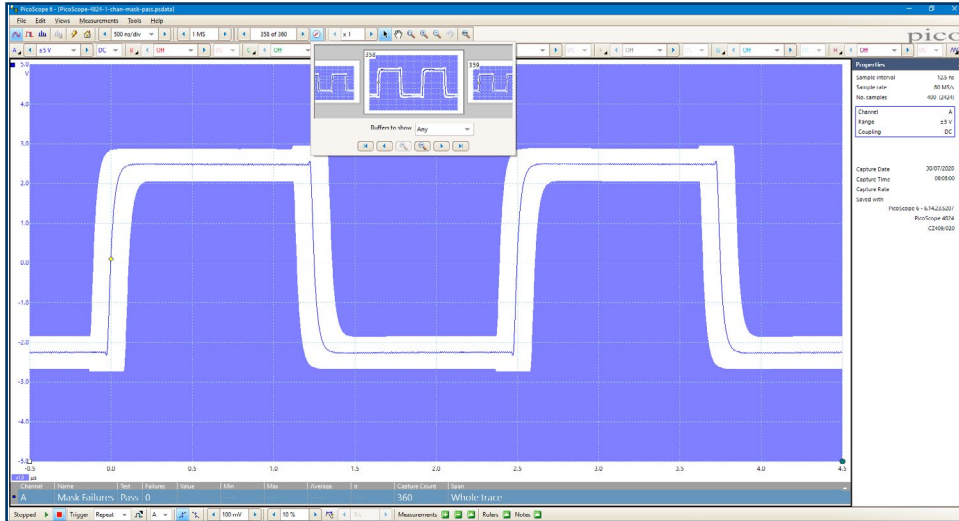 PicoScope 6 - [PicoScope-4824-1-chan-mask-pass.psdata]
File Edit Views Measurements Tools Help
500 ns/div 1 MS 358 of 360 x 1
pico
A ±5 V DC B Off C Off Off Off Off H Off
358
359
Buffers to show Any
5.0
V
4.0
3.0
2.0
1.0
0.0
-1.0
-2.0
-3.0
-4.0
-5.0
-0.5 0.0 0.5 1.0 1.5 2.0 2.5 3.0 3.5 4.0 4.5
x1.0 µs
Properties
Sample interval 12.5 ns
Sample rate 80 MS/s
No. samples 400 (2424)
Channel A
Range ±5 V
Coupling DC
Capture Date 30/07/2020
Capture Time 08:05:00
Capture Rate
Saved with
PicoScope 6 - 6.14.23.5207
PicoScope 4824
CZ409/020
Channel Name Test Failures Value Min Max Average σ Capture Count Span
A Mask Failures Pass 0 360 Whole trace
Stopped Trigger Repeat A 100 mV 10 % Measurements Rulers Notes